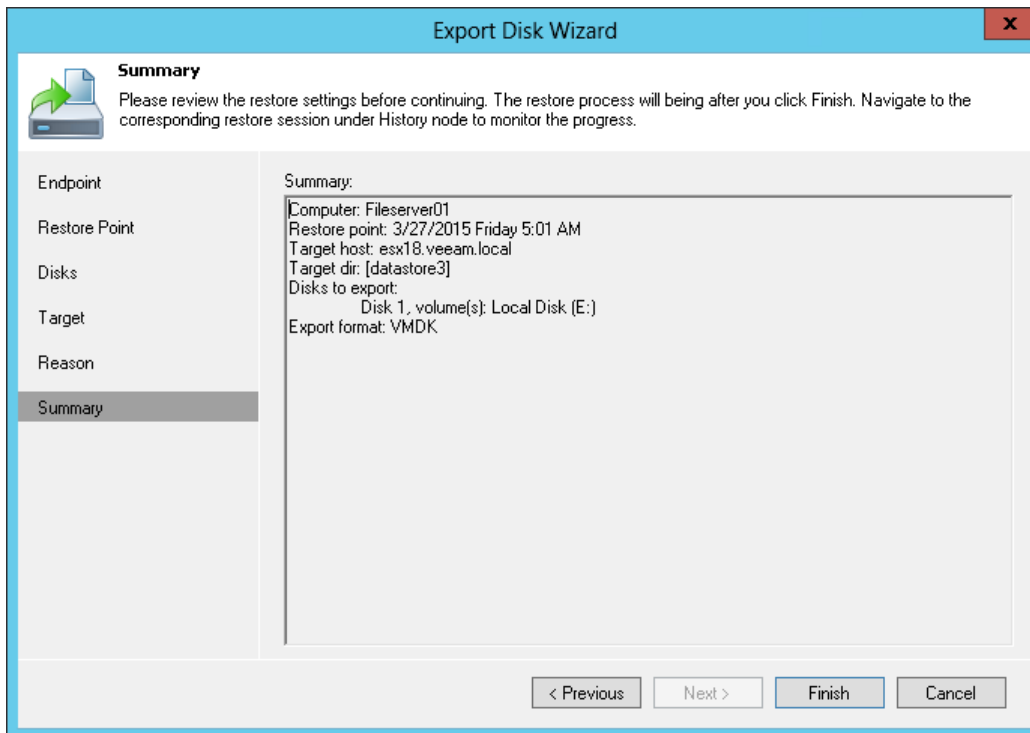 Export Disk Wizard
x
Summary
Please review the restore settings before continuing. The restore process will being after you click Finish. Navigate to the
corresponding restore session under History node to monitor the progress.
Endpoint
Restore Point
Disks
Target
Reason
Summary
Summary:
Computer: Fileserver01
Restore point: 3/27/2015 Friday 5:01 AM
Target host: esx18.veeam.local
Target dir: [datastore3]
Disks to export:
Disk 1, volume(s): Local Disk (E:)
Export format: VMDK
< Previous
Next >
Finish
Cancel